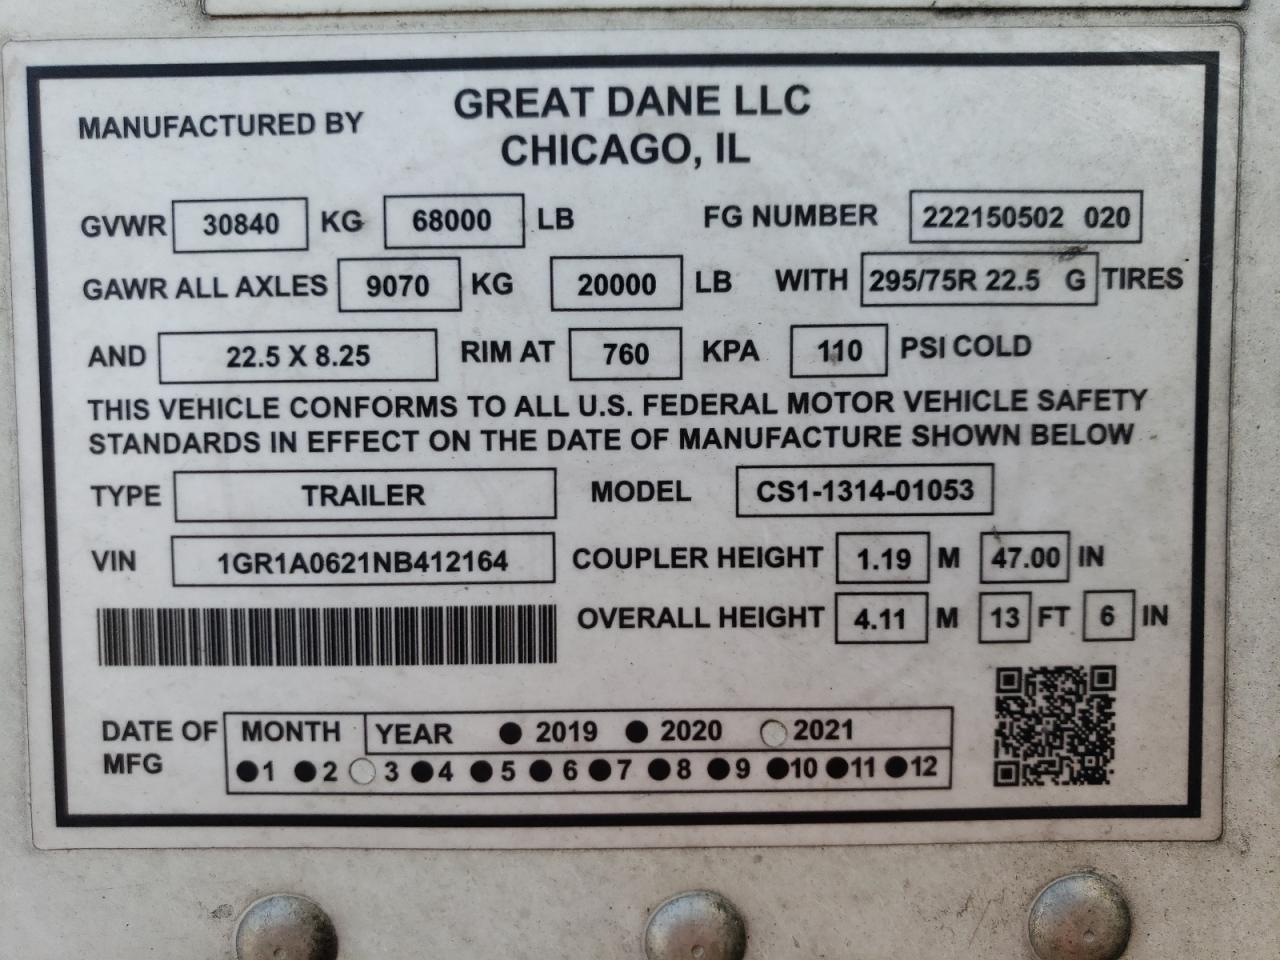 MANUFACTURED BY GREAT DANE LLC
CHICAGO, IL
GVWR 30840 KG 68000 LB FG NUMBER 222150502 020
GAWR ALL AXLES 9070 KG 20000 LB WITH 295/75R 22.5 G TIRES
AND 22.5 X 8.25 RIM AT 760 KPA 110 PSI COLD
THIS VEHICLE CONFORMS TO ALL U.S. FEDERAL MOTOR VEHICLE SAFETY
STANDARDS IN EFFECT ON THE DATE OF MANUFACTURE SHOWN BELOW
TYPE TRAILER MODEL CS1-1314-01053
VIN 1GR1A0621NB412164 COUPLER HEIGHT 1.19 M 47.00 IN
OVERALL HEIGHT 4.11 M 13 FT 6 IN
DATE OF MFG MONTH YEAR 2019 2020 2021
1 2 3 4 5 6 7 8 9 10 11 12